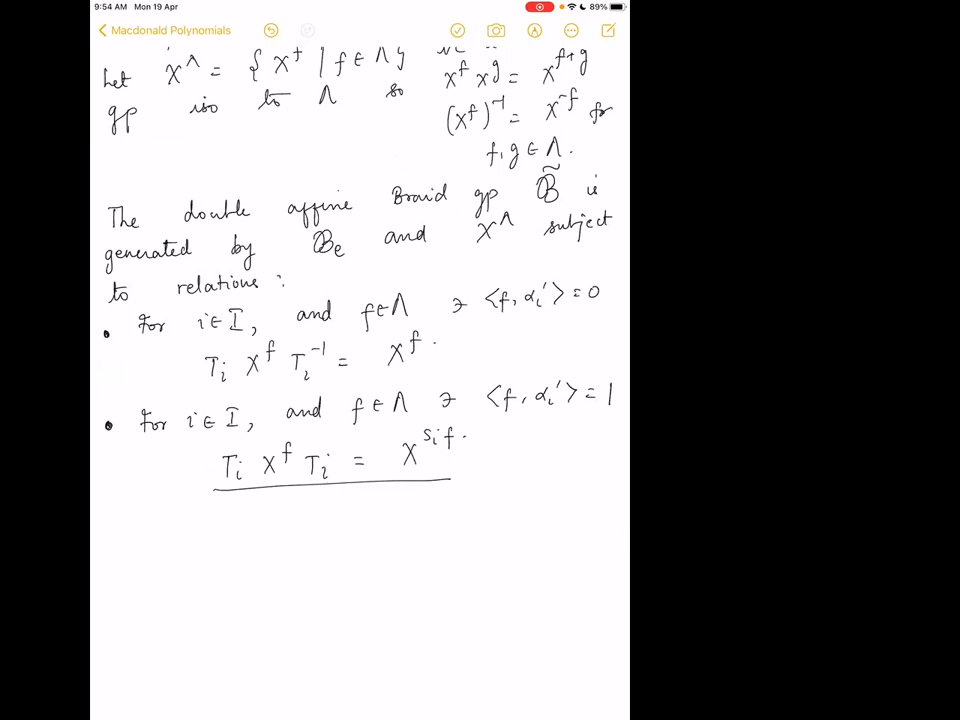 9:54 AM Mon 19 Apr
89%
Macdonald Polynomials
Let X^Λ = { X^f | f ∈ Λ } X^f X^g = X^{f+g}
gp iso to Λ so (X^f)^{-1} = X^{-f} for
f, g ∈ Λ.
The double affine Braid gp 𝔹̃ is
generated by 𝔹_e and X^Λ subject
to relations :
• For i ∈ I, and f ∈ Λ ∋ <f, α_i'> = 0
T_i X^f T_i^{-1} = X^f.
• For i ∈ I, and f ∈ Λ ∋ <f, α_i'> = 1
T_i X^f T_i = X^{s_i f}.